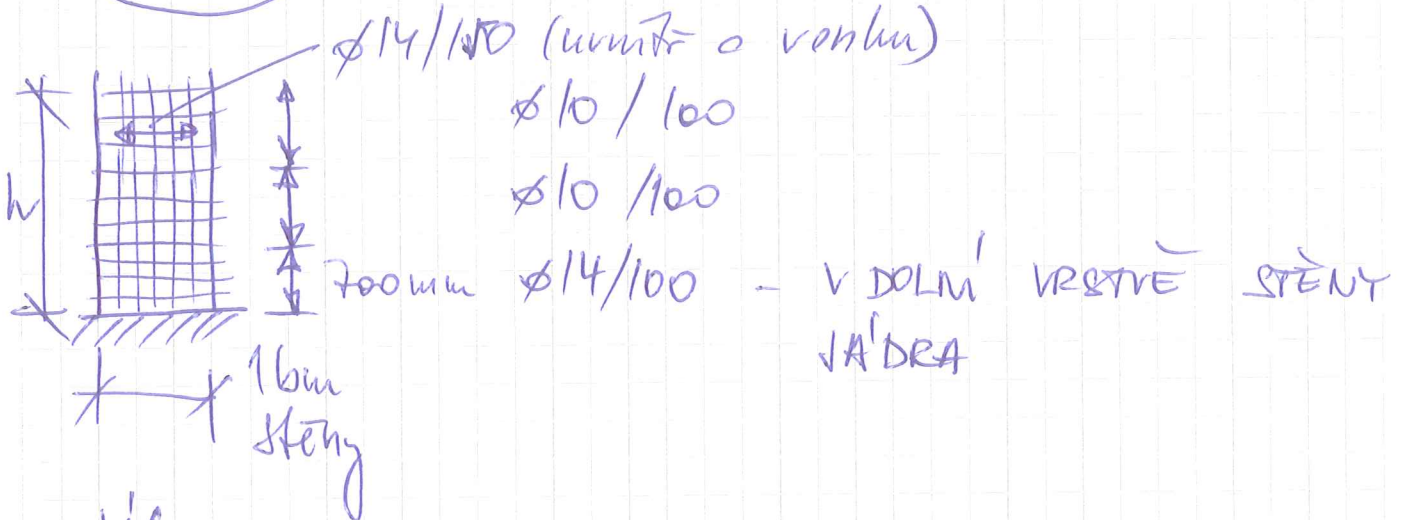 ø14/150 (uvnitř a venku)
ø10 / 100
ø10 /100
h
700mm ø14/100 - V DOLNÍ VRSTVĚ STĚNY
JÁDRA
1bm
stěny